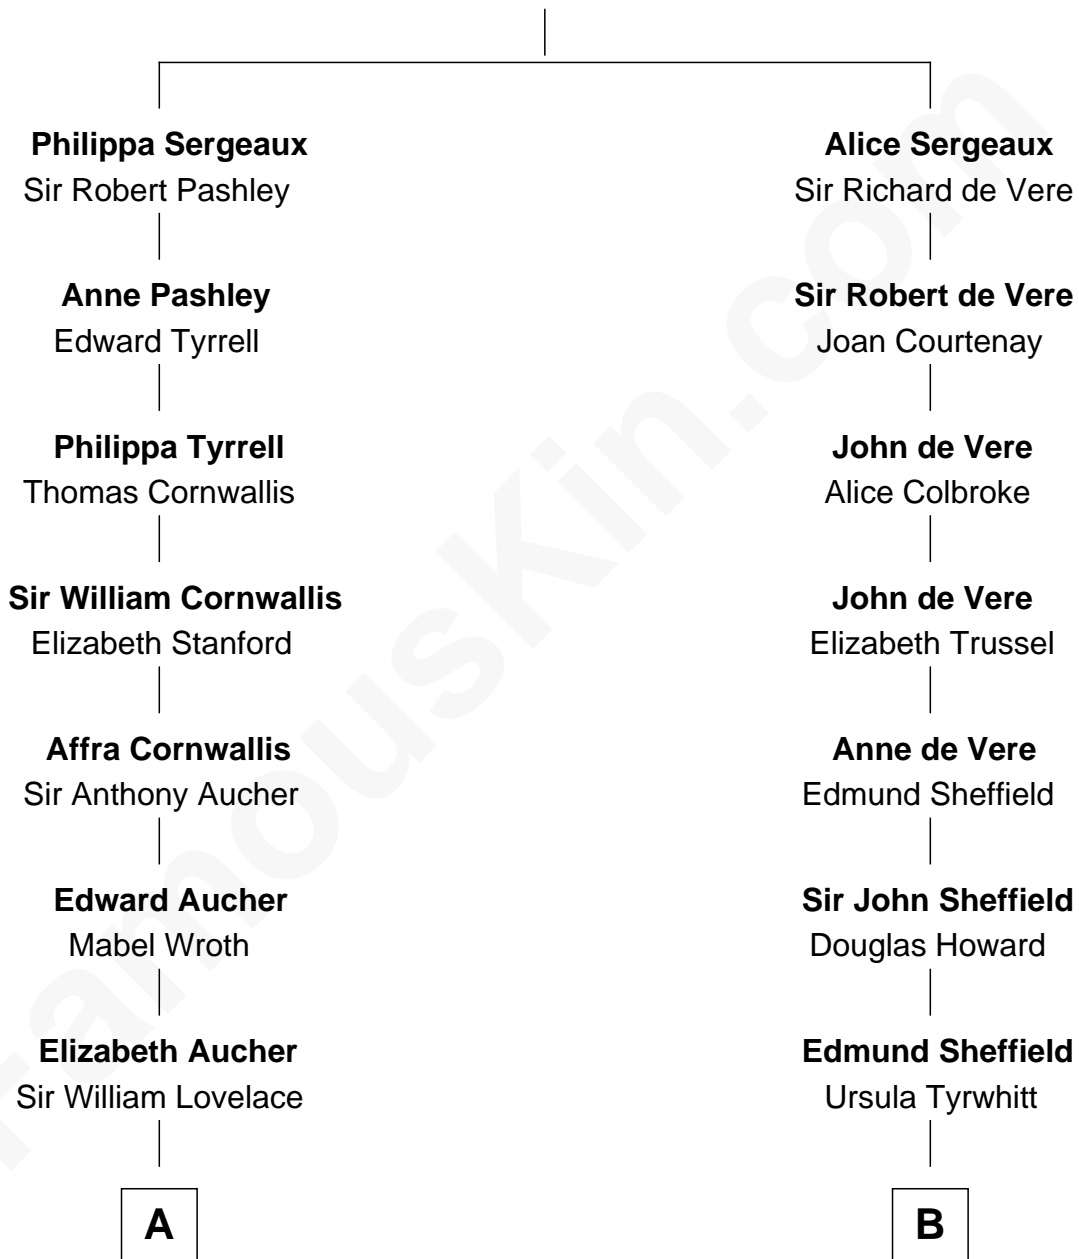 Philippa Sergeaux
Sir Robert Pashley
Alice Sergeaux
Sir Richard de Vere
Anne Pashley
Edward Tyrrell
Sir Robert de Vere
Joan Courtenay
Philippa Tyrrell
Thomas Cornwallis
John de Vere
Alice Colbroke
Sir William Cornwallis
Elizabeth Stanford
John de Vere
Elizabeth Trussel
Affra Cornwallis
Sir Anthony Aucher
Anne de Vere
Edmund Sheffield
Edward Aucher
Mabel Wroth
Sir John Sheffield
Douglas Howard
Elizabeth Aucher
Sir William Lovelace
Edmund Sheffield
Ursula Tyrwhitt
A
B
FamousKin.com